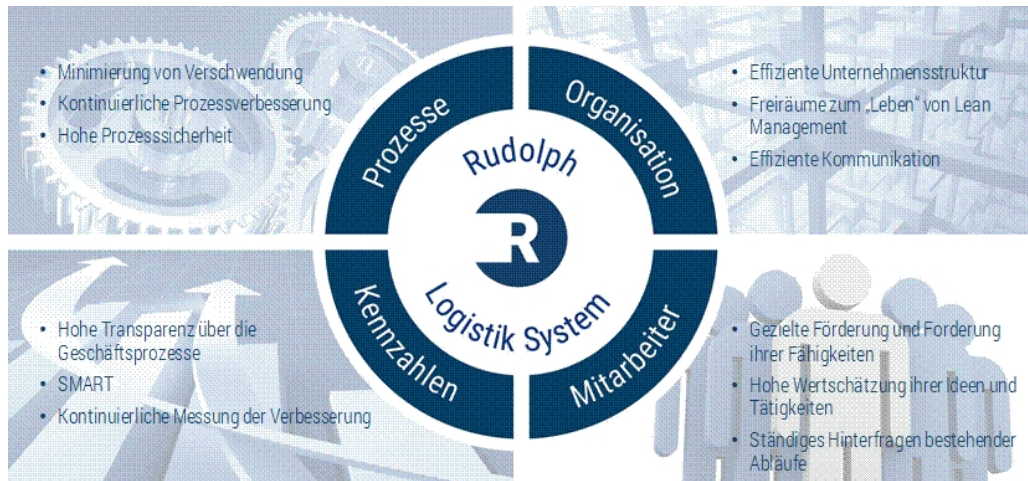 • Minimierung von Verschwendung
• Kontinuierliche Prozessverbesserung
• Hohe Prozesssicherheit
Prozesse
Organisation
• Effiziente Unternehmensstruktur
• Freiräume zum „Leben“ von Lean
Management
• Effiziente Kommunikation
Rudolph
R
Logistik System
Kennzahlen
Mitarbeiter
• Hohe Transparenz über die
Geschäftsprozesse
• SMART
• Kontinuierliche Messung der Verbesserung
• Gezielte Förderung und Forderung
ihrer Fähigkeiten
• Hohe Wertschätzung ihrer Ideen und
Tätigkeiten
• Ständiges Hinterfragen bestehender
Abläufe